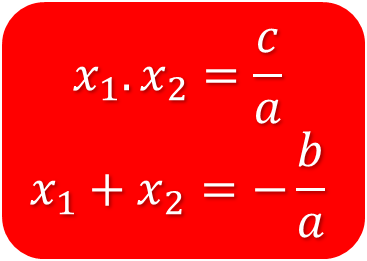 x₁.x₂ = c/a
x₁ + x₂ = −b/a